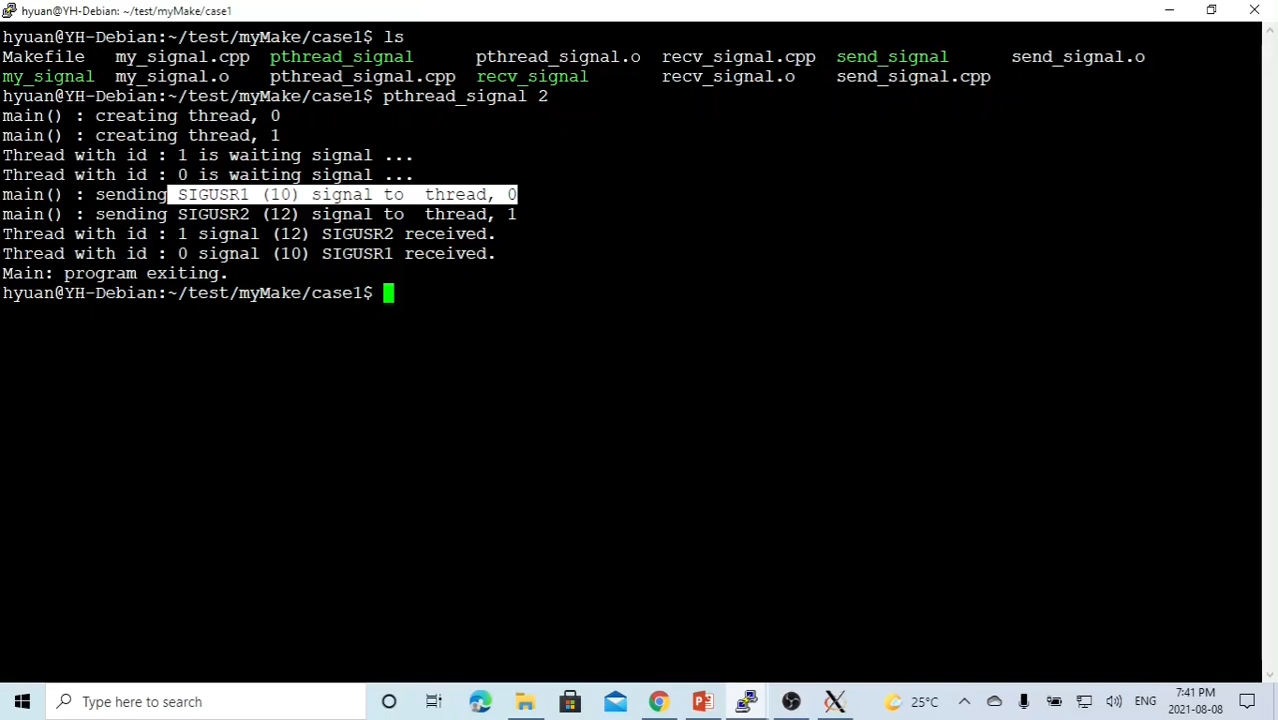 hyuan@YH-Debian: ~/test/myMake/case1
hyuan@YH-Debian:~/test/myMake/case1$ ls
Makefile my_signal.cpp pthread_signal pthread_signal.o recv_signal.cpp send_signal send_signal.o
my_signal my_signal.o pthread_signal.cpp recv_signal recv_signal.o send_signal.cpp
hyuan@YH-Debian:~/test/myMake/case1$ pthread_signal 2
main() : creating thread, 0
main() : creating thread, 1
Thread with id : 1 is waiting signal ...
Thread with id : 0 is waiting signal ...
main() : sending SIGUSR1 (10) signal to  thread, 0
main() : sending SIGUSR2 (12) signal to  thread, 1
Thread with id : 1 signal (12) SIGUSR2 received.
Thread with id : 0 signal (10) SIGUSR1 received.
Main: program exiting.
hyuan@YH-Debian:~/test/myMake/case1$
Type here to search
25°C
ENG
7:41 PM
2021-08-08